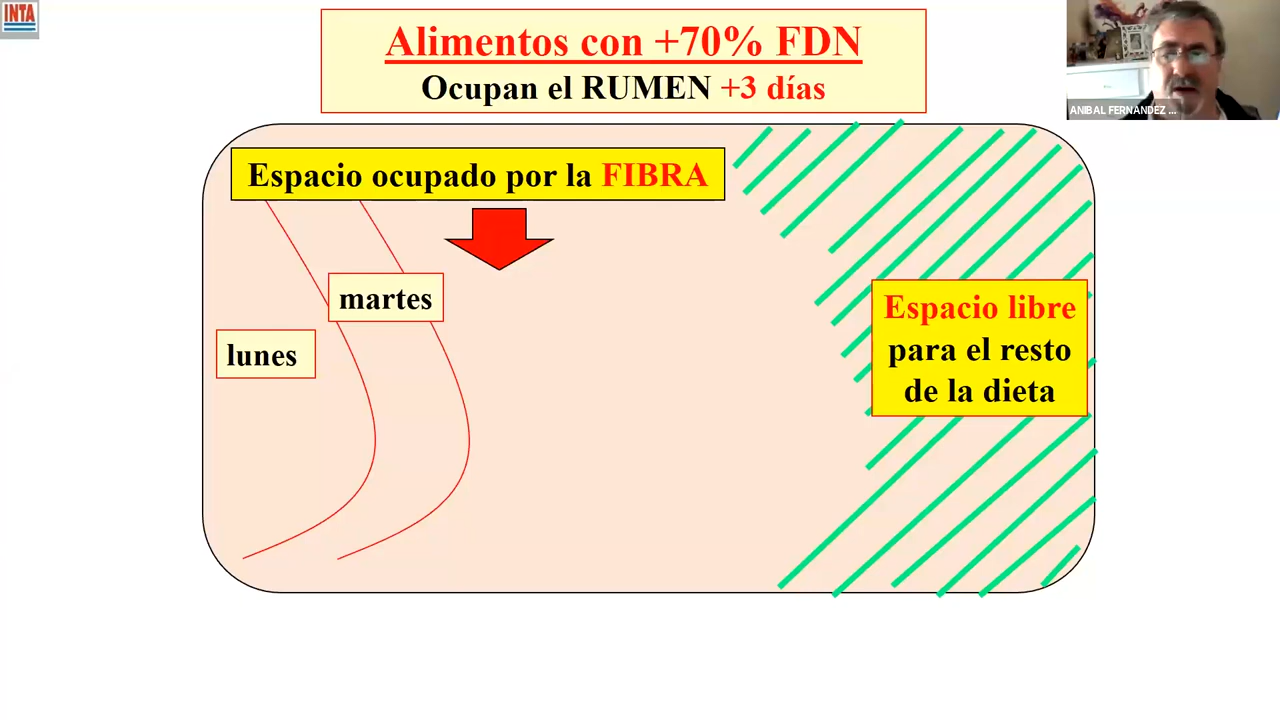 INTA
Alimentos con +70% FDN
Ocupan el RUMEN +3 días
ANIBAL FERNANDEZ ...
Espacio ocupado por la FIBRA
martes
lunes
Espacio libre
para el resto
de la dieta